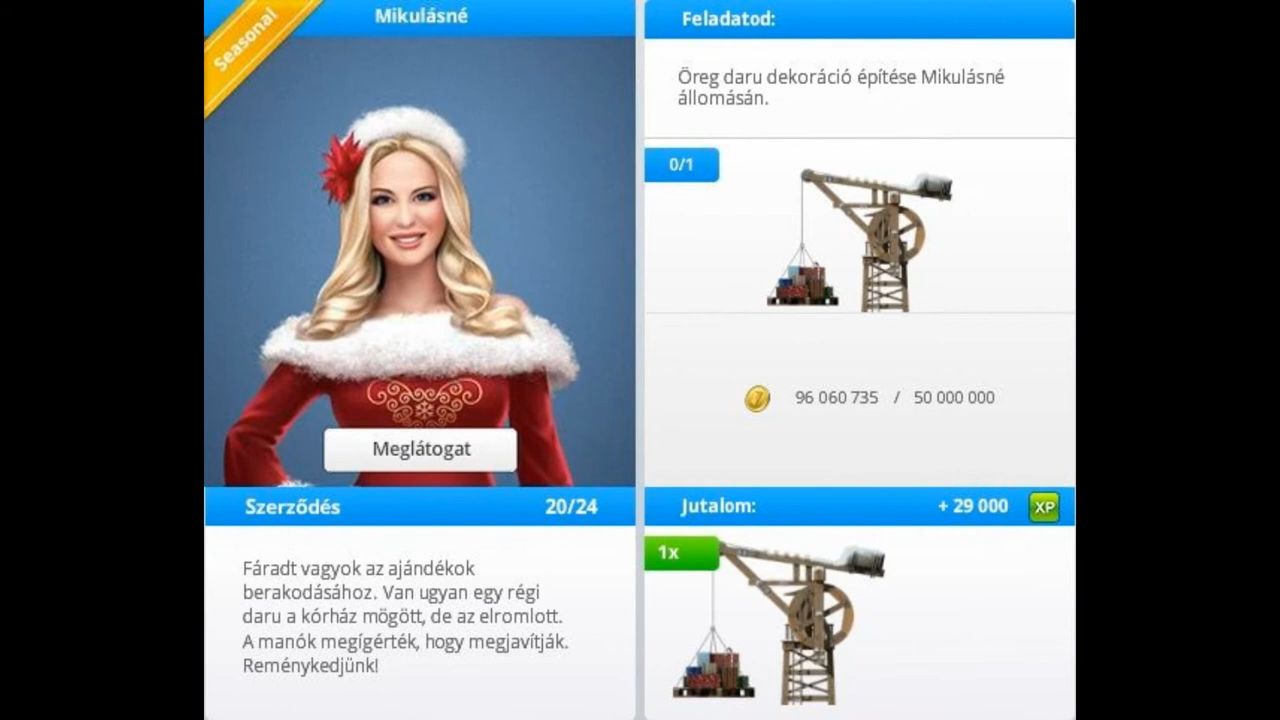 Seasonal
Mikulásné
Meglátogat
Szerződés 20/24
Fáradt vagyok az ajándékok
berakodásához. Van ugyan egy régi
daru a kórház mögött, de az elromlott.
A manók megígérték, hogy megjavítják.
Reménykedjünk!
Feladatod:
Öreg daru dekoráció építése Mikulásné
állomásán.
0/1
96 060 735 / 50 000 000
Jutalom: + 29 000 XP
1x